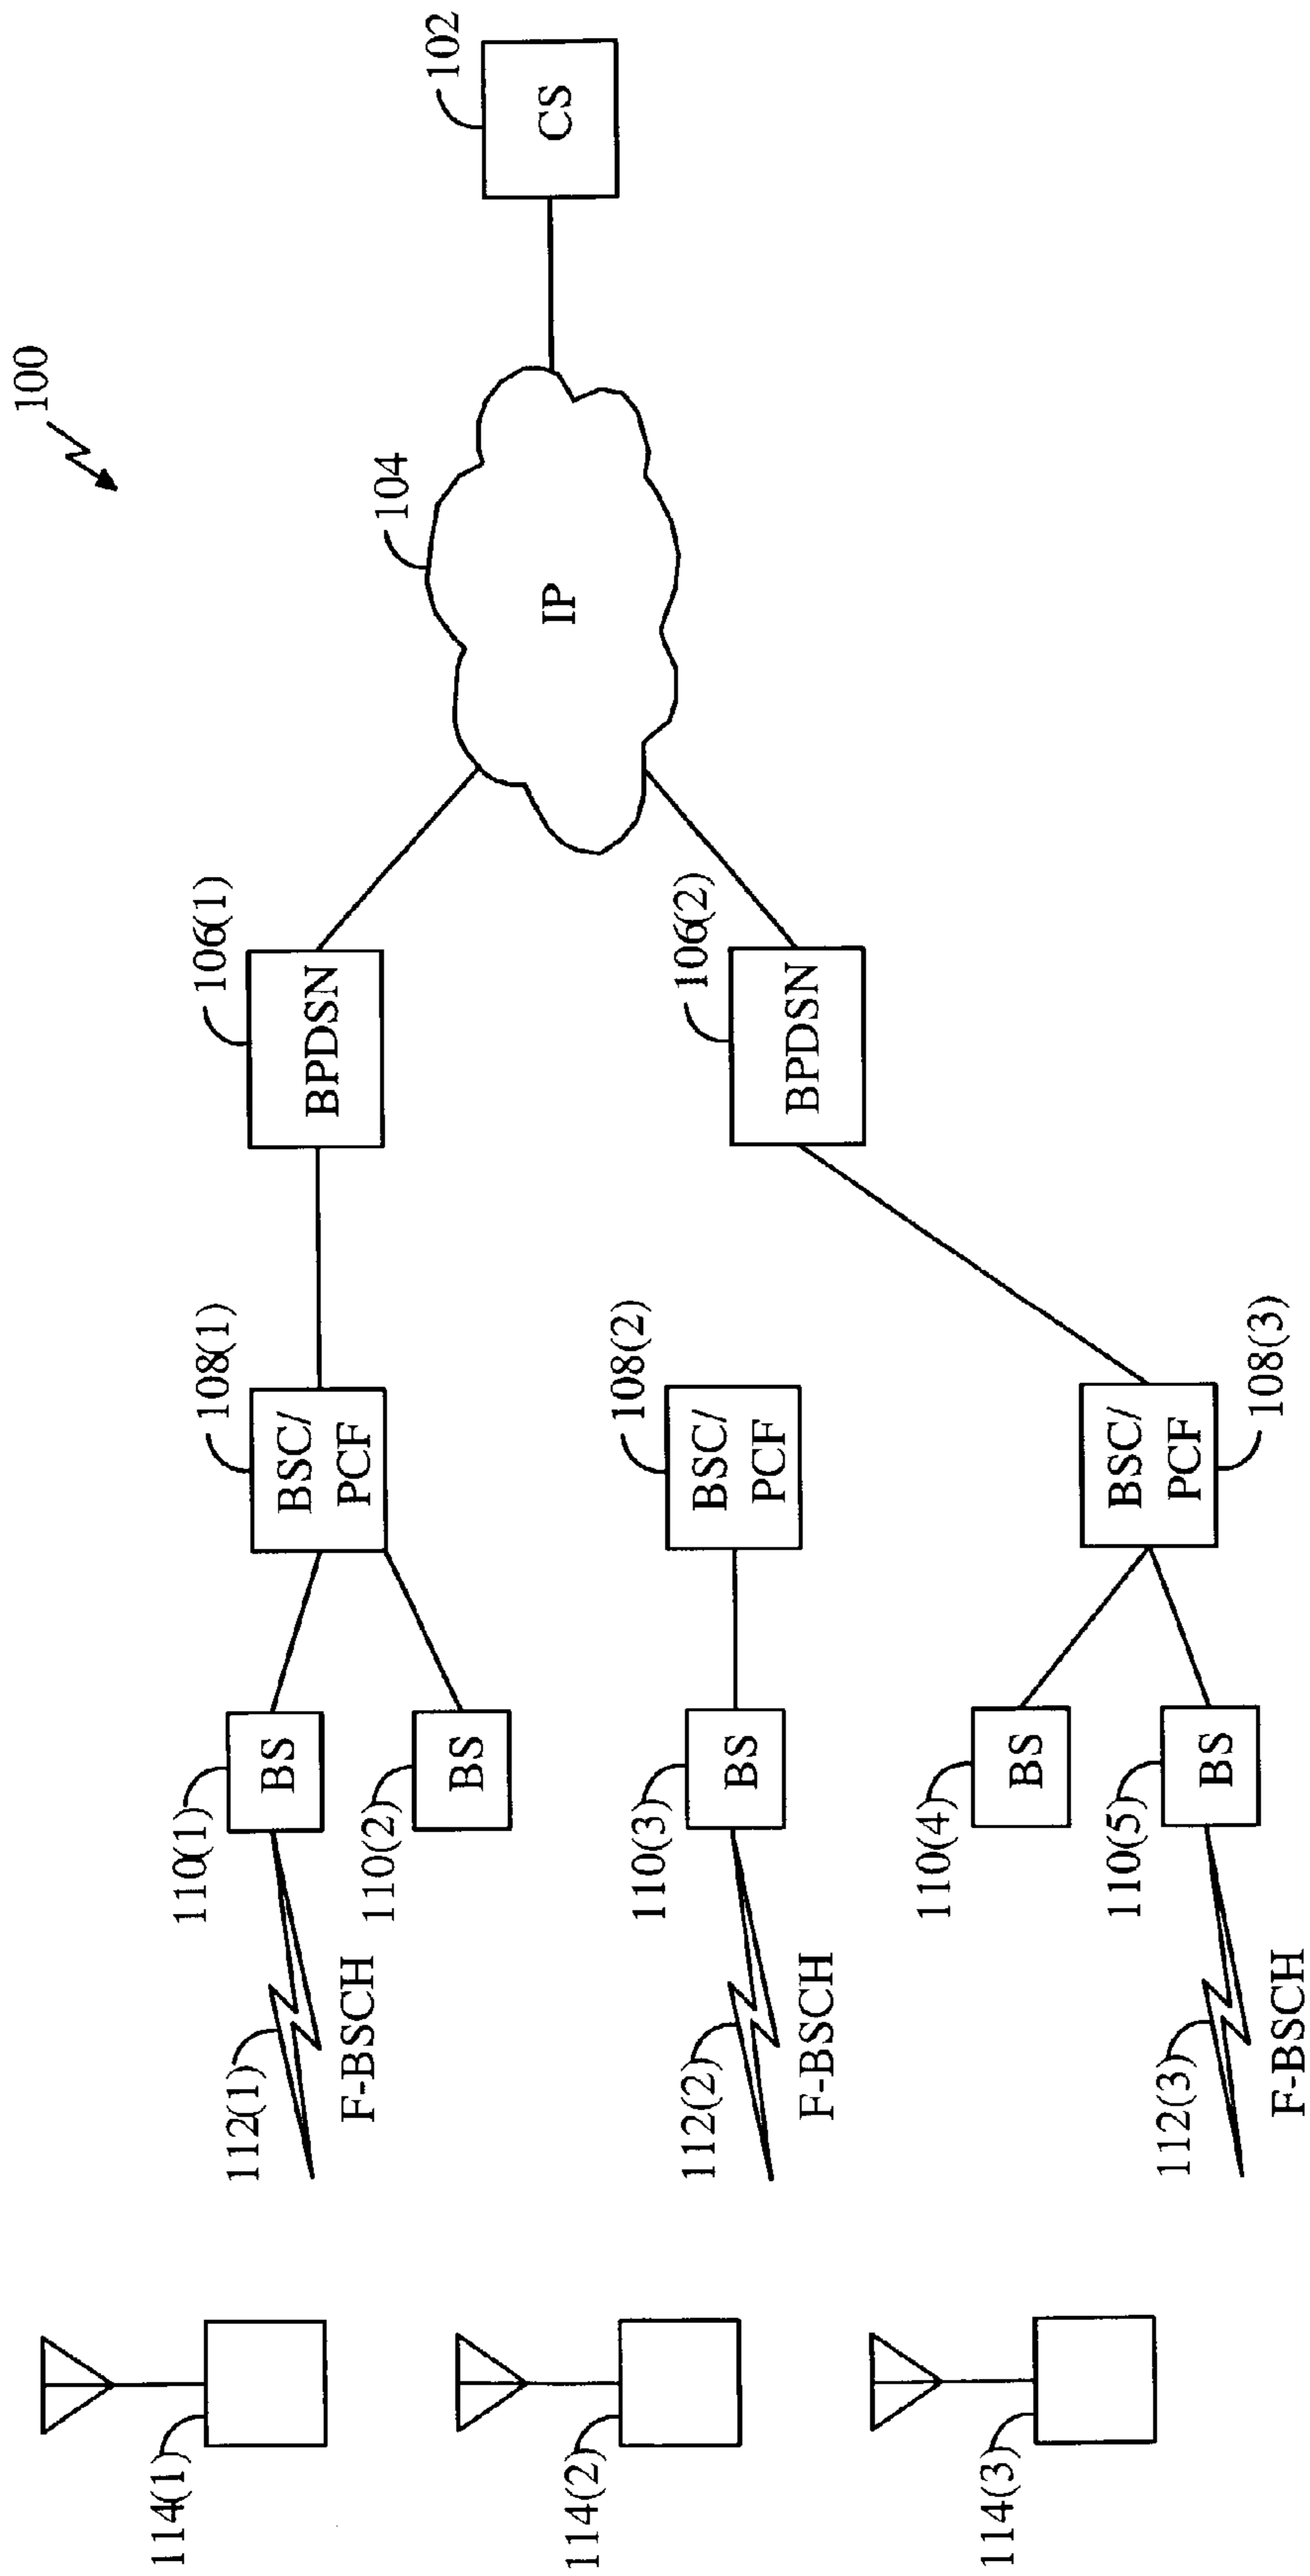 100
102
CS
104
IP
106(1)
BPDSN
106(2)
BPDSN
108(1)
BSC/
PCF
108(2)
BSC/
PCF
108(3)
BSC/
PCF
110(1)
BS
110(2)
BS
110(3)
BS
110(4)
BS
110(5)
BS
112(1)
F-BSCH
112(2)
F-BSCH
112(3)
F-BSCH
114(1)
114(2)
114(3)